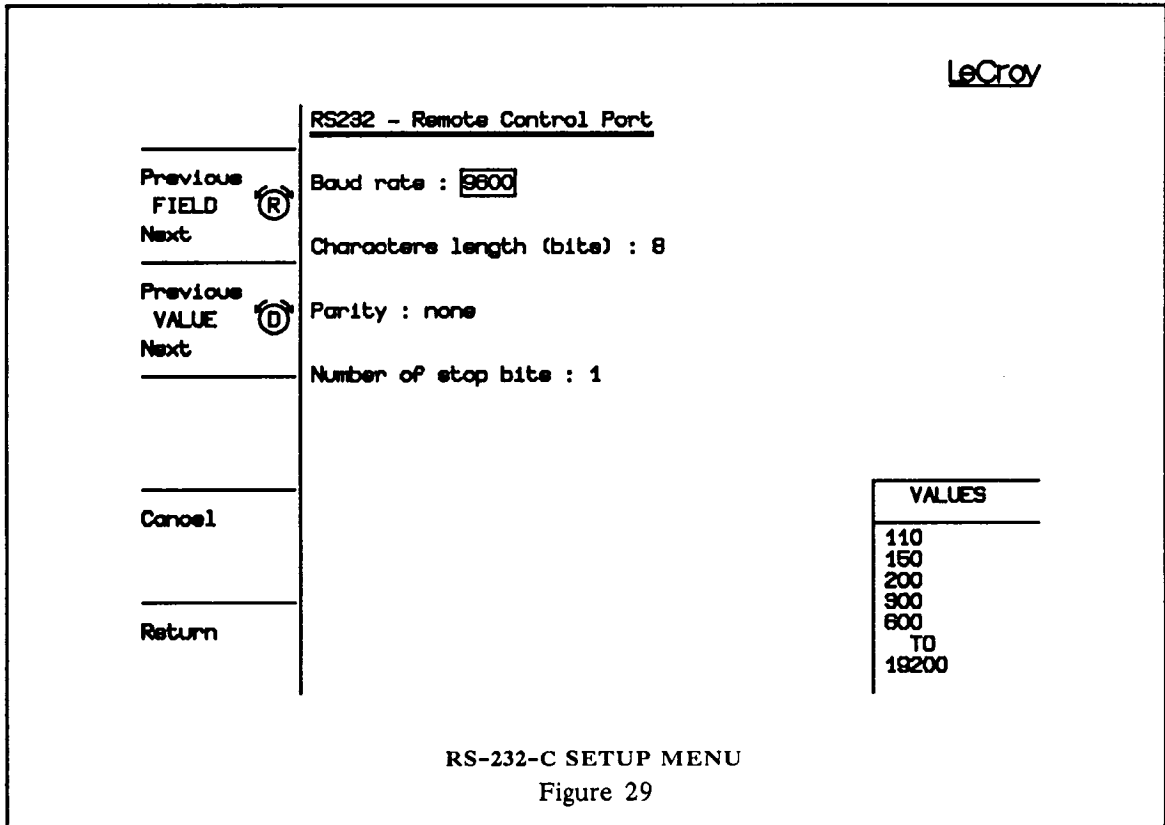 LeCroy
RS232 - Remote Control Port
Previous
FIELD R
Next
Baud rate : 9600
Characters length (bits) : 8
Previous
VALUE D
Next
Parity : none
Number of stop bits : 1
Cancel
Return
VALUES
110
150
200
300
600
TO
19200
RS-232-C SETUP MENU
Figure 29